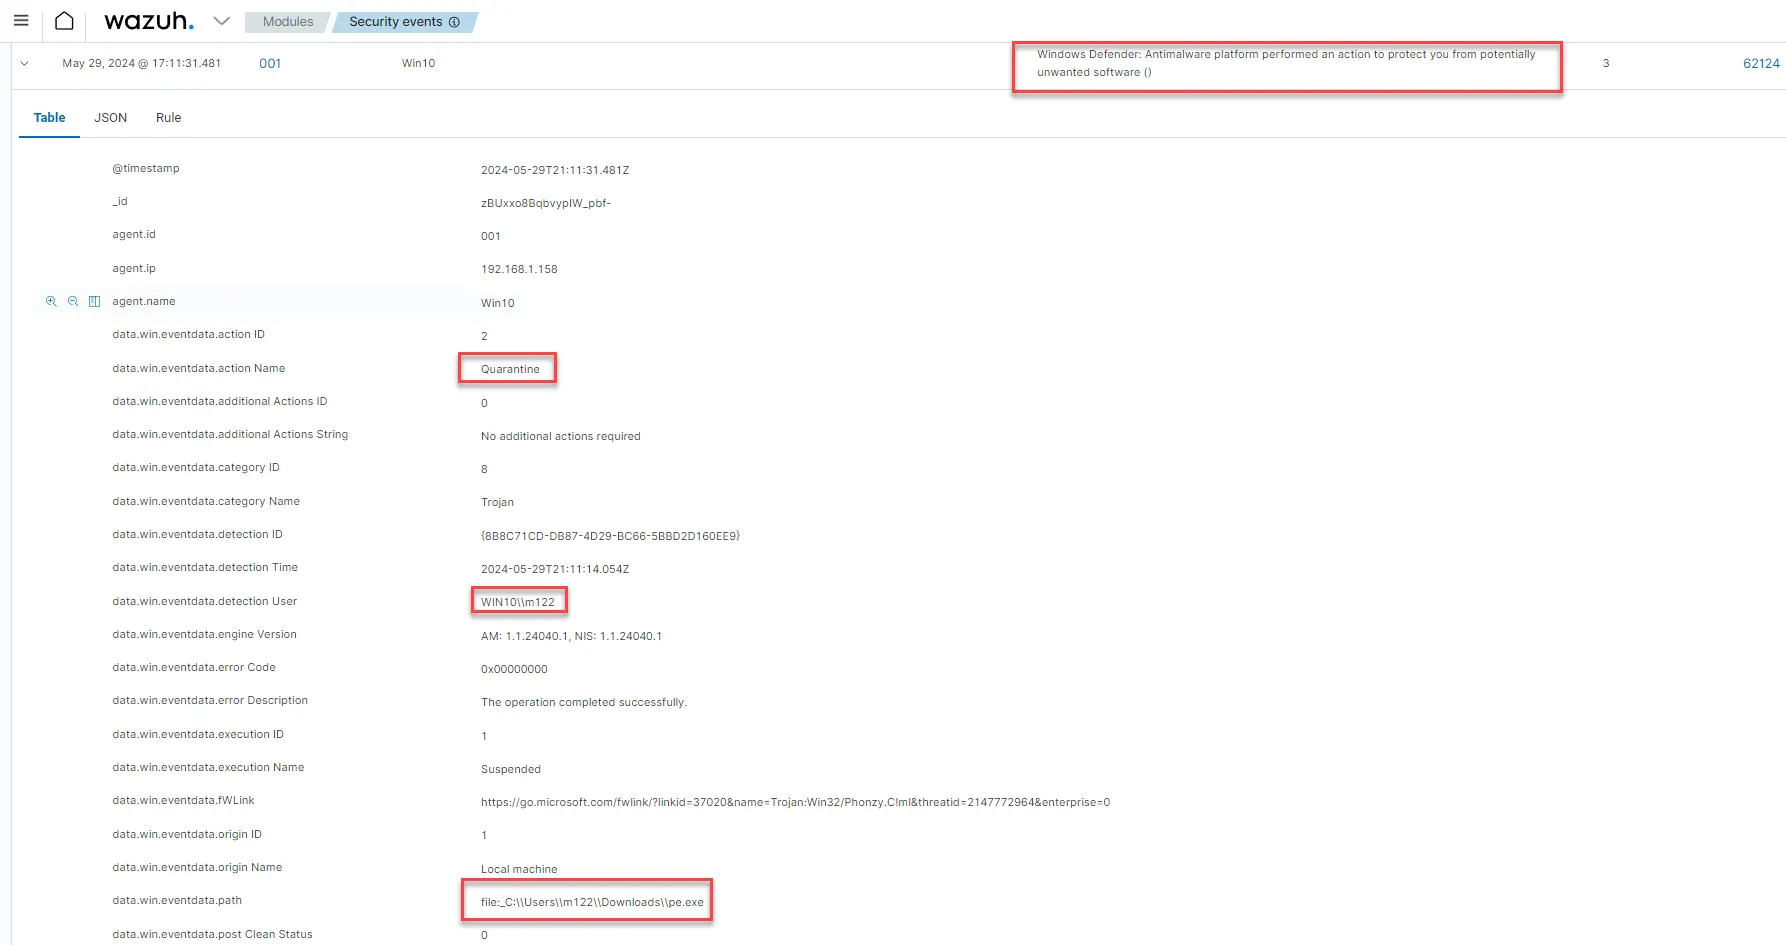 wazuh.
Modules
Security events
May 29, 2024 @ 17:11:31.481
001
Win10
Windows Defender: Antimalware platform performed an action to protect you from potentially
unwanted software ()
3
62124
Table
JSON
Rule
@timestamp
2024-05-29T21:11:31.481Z
_id
zBUxxo8BqbvypIW_pbf-
agent.id
001
agent.ip
192.168.1.158
agent.name
Win10
data.win.eventdata.action ID
2
data.win.eventdata.action Name
Quarantine
data.win.eventdata.additional Actions ID
0
data.win.eventdata.additional Actions String
No additional actions required
data.win.eventdata.category ID
8
data.win.eventdata.category Name
Trojan
data.win.eventdata.detection ID
{8B8C71CD-DB87-4D29-BC66-5BBD2D160EE9}
data.win.eventdata.detection Time
2024-05-29T21:11:14.054Z
data.win.eventdata.detection User
WIN10\\m122
data.win.eventdata.engine Version
AM: 1.1.24040.1, NIS: 1.1.24040.1
data.win.eventdata.error Code
0x00000000
data.win.eventdata.error Description
The operation completed successfully.
data.win.eventdata.execution ID
1
data.win.eventdata.execution Name
Suspended
data.win.eventdata.fWLink
https://go.microsoft.com/fwlink/?linkid=37020&name=Trojan:Win32/Phonzy.C!ml&threatid=2147772964&enterprise=0
data.win.eventdata.origin ID
1
data.win.eventdata.origin Name
Local machine
data.win.eventdata.path
file:_C:\\Users\\m122\\Downloads\\pe.exe
data.win.eventdata.post Clean Status
0